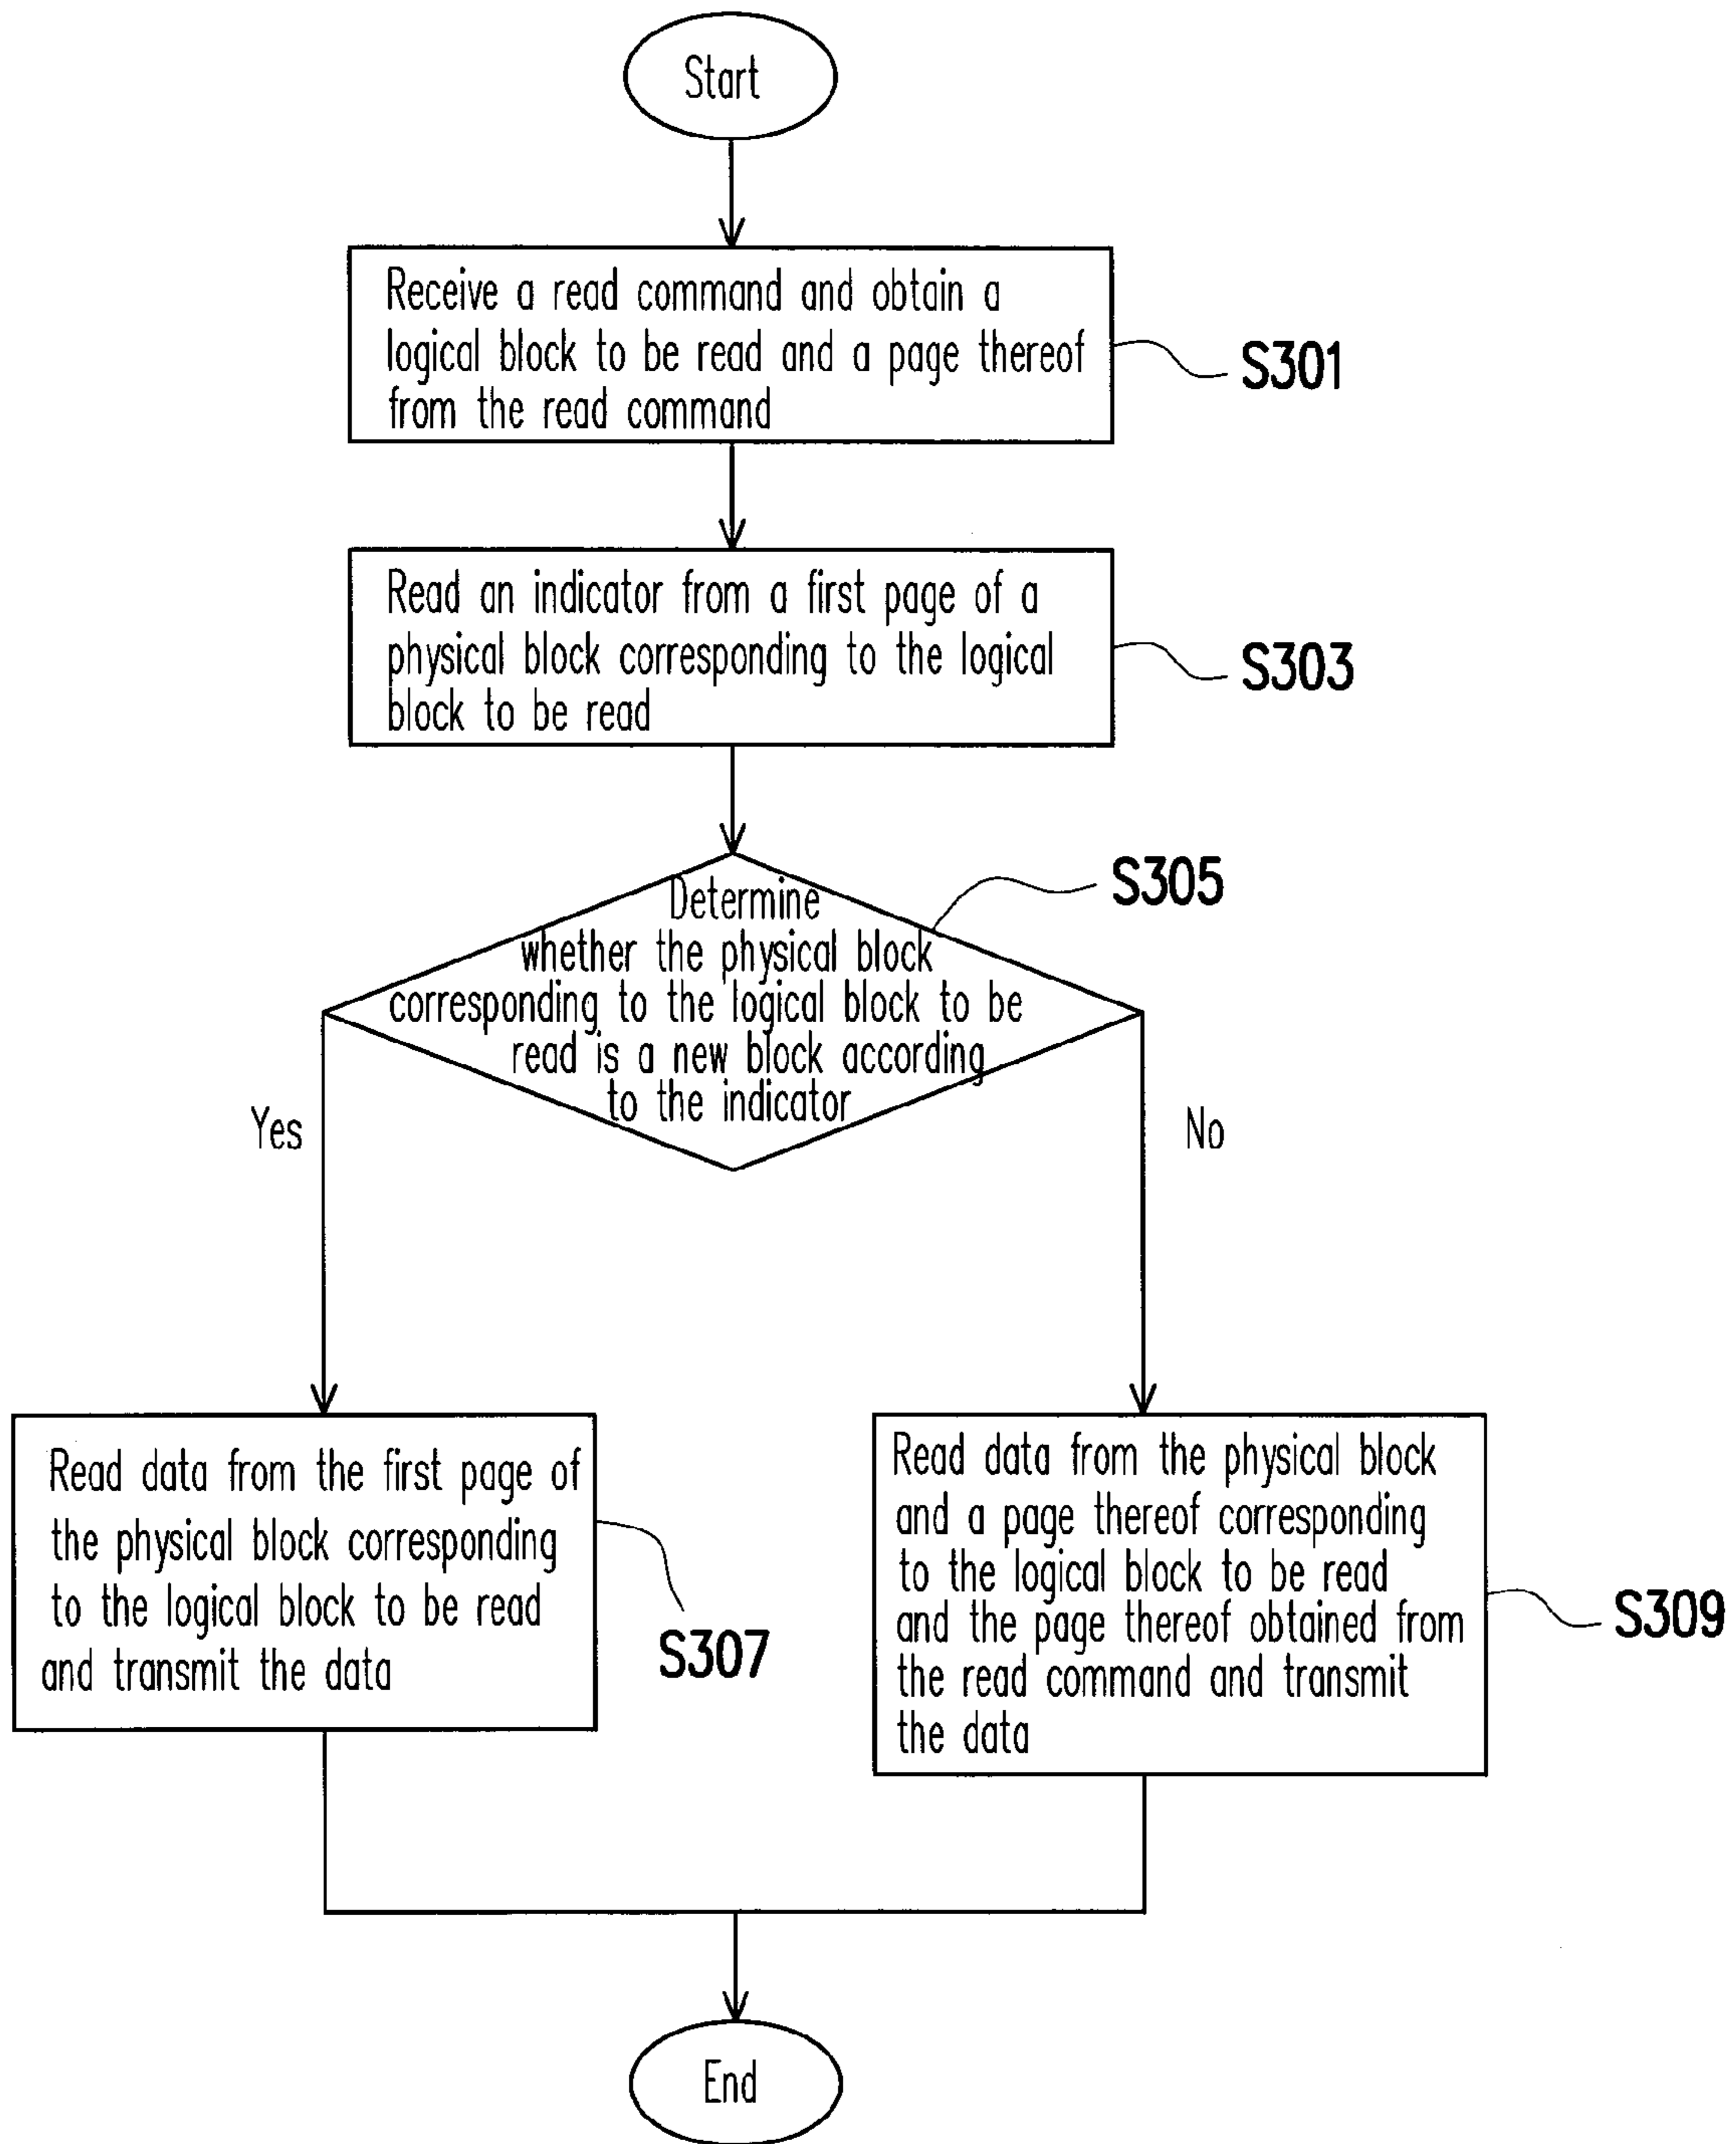 Start
Receive a read command and obtain a
logical block to be read and a page thereof
from the read command
S301
Read an indicator from a first page of a
physical block corresponding to the logical
block to be read
S303
Determine
whether the physical block
corresponding to the logical block to be
read is a new block according
to the indicator
S305
Yes
No
Read data from the first page of
the physical block corresponding
to the logical block to be read
and transmit the data
S307
Read data from the physical block
and a page thereof corresponding
to the logical block to be read
and the page thereof obtained from
the read command and transmit
the data
S309
End